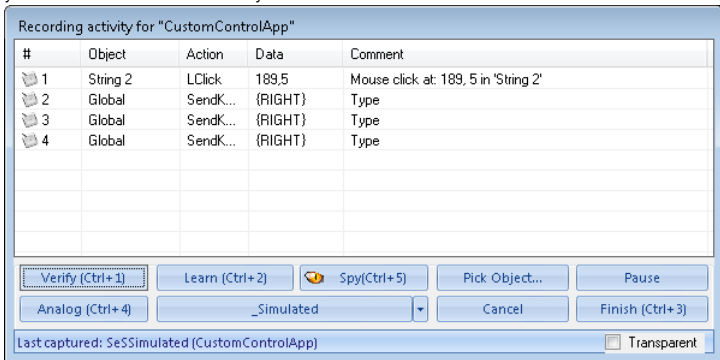 Recording activity for "CustomControlApp"
# Object Action Data Comment
1 String 2 LClick 189,5 Mouse click at: 189, 5 in 'String 2'
2 Global SendK... {RIGHT} Type
3 Global SendK... {RIGHT} Type
4 Global SendK... {RIGHT} Type
Verify (Ctrl+1) Learn (Ctrl+2) Spy(Ctrl+5) Pick Object... Pause
Analog (Ctrl+4) _Simulated Cancel Finish (Ctrl+3)
Last captured: SeSSimulated (CustomControlApp) Transparent